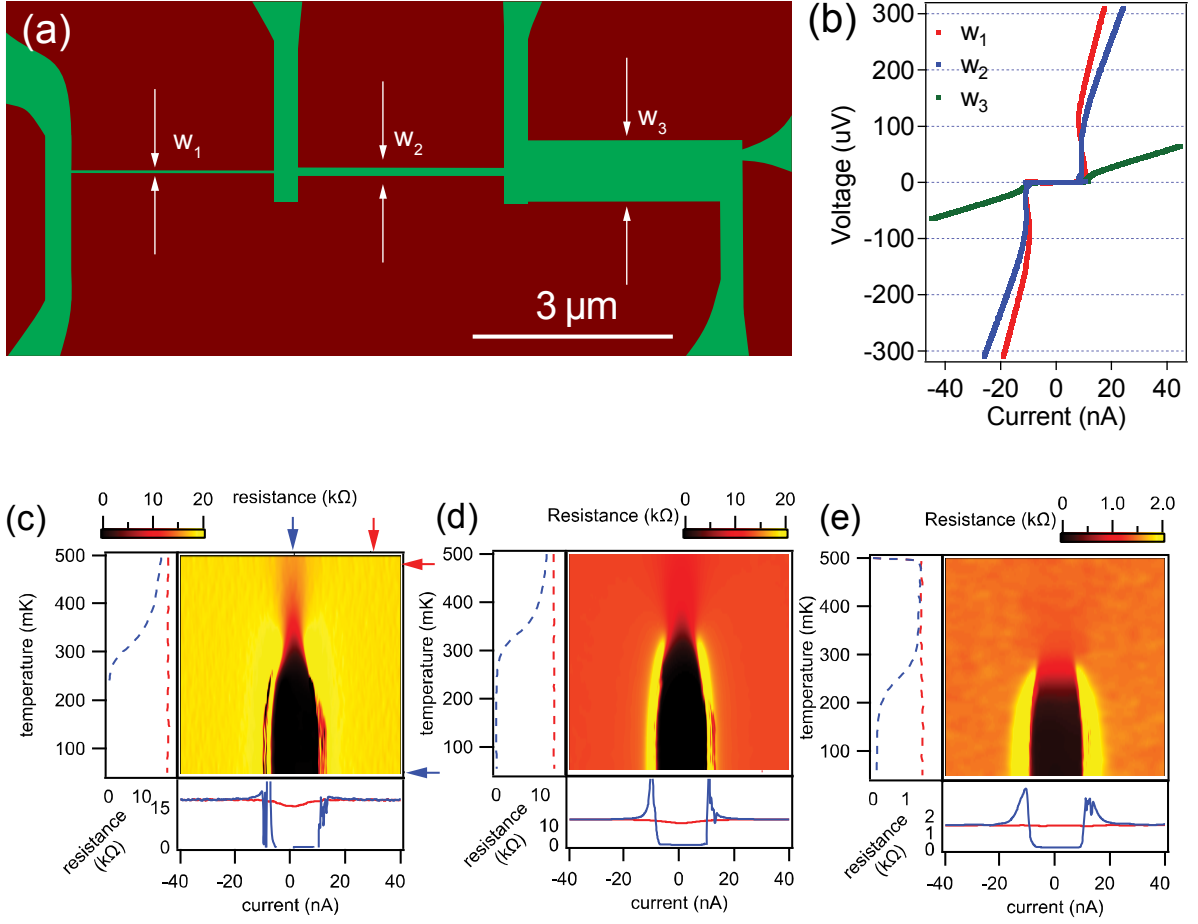 (a)
w1
w2
w3
3 µm
(b)
w1
w2
w3
300
200
100
0
-100
-200
-300
Voltage (uV)
-40 -20 0 20 40
Current (nA)
(c)
0 10 20
resistance (kΩ)
500
400
300
200
100
temperature (mK)
0 10
15
0
resistance
(kΩ)
-40 -20 0 20 40
current (nA)
(d)
Resistance (kΩ)
0 10 20
500
400
300
200
100
temperature (mK)
0 10
10
0
resistance
(kΩ)
-40 -20 0 20 40
current (nA)
(e)
Resistance (kΩ)
0 1.0 2.0
500
400
300
200
100
temperature (mK)
0 1
2
1
0
resistance
(kΩ)
-40 -20 0 20 40
current (nA)